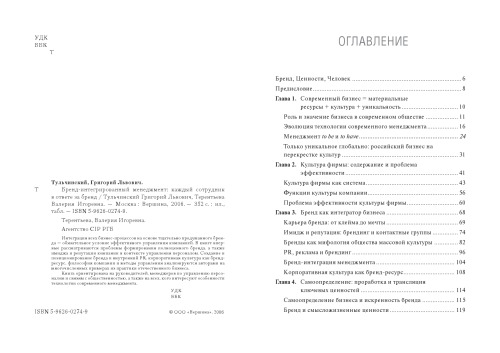 УДК
ББК
Т
Тульчинский, Григорий Львович.
Т
Бренд-интегрированный менеджмент: каждый сотрудник
в ответе за бренд / Тульчинский Григорий Львович, Терентьева
Валерия Игоревна. — Москва : Вершина, 2006. — 352 с. : ил.,
табл. — ISBN 5-9626-0274-9.
Терентьева, Валерия Игоревна.
Агентство CIP РГБ
УДК
ББК
ISBN 5-9626-0274-9
© ООО «Вершина», 2006
ОГЛАВЛЕНИЕ
Бренд, Ценности, Человек 6
Предисловие 8
Глава 1. Современный бизнес = материальные
ресурсы + культура + уникальность 10
Роль и значение бизнеса в современном обществе 11
Эволюция технологий современного менеджмента 16
Менеджмент to be и to have 24
Только уникальное глобально: российский бизнес на
перекрестке культур 31
Глава 2. Культура фирмы: содержание и проблема
эффективности 41
Культура фирмы как система 43
Функции культуры компании 56
Проблема эффективности культуры фирмы 60
Глава 3. Бренд как интегратор бизнеса 68
Карьера бренда: от клейма до мечты 69
Имидж и репутация: брендинг и контактные группы 74
Бренды как мифология общества массовой культуры 82
PR, реклама и брендинг 96
Бренд-интеграция менеджмента 104
Корпоративная культура как бренд-ресурс 108
Глава 4. Самоопределение: проработка и трансляция
ключевых ценностей 114
Самоопределение бизнеса и искренность бренда 115
Бренд и смысложизненные ценности 119